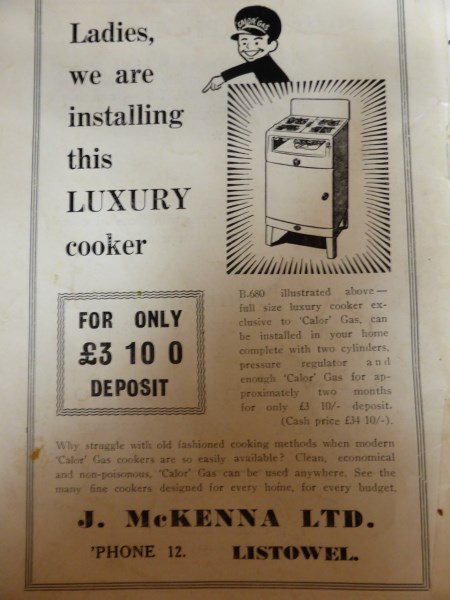 Ladies,
CALOR GAS
we are
installing
this
LUXURY
cooker
FOR ONLY
£3 10 0
DEPOSIT
B.680 illustrated above—
full size luxury cooker ex-
clusive to 'Calor' Gas, can
be installed in your home
complete with two cylinders,
pressure regulator and
enough 'Calor' Gas for ap-
proximately two months
for only £3 10/- deposit.
(Cash price £34 10/-).
Why struggle with old fashioned cooking methods when modern
'Calor' Gas cookers are so easily available? Clean, economical
and non-poisonous, 'Calor' Gas can be used anywhere. See the
many fine cookers designed for every home, for every budget.
J. McKENNA LTD.
'PHONE 12. LISTOWEL.